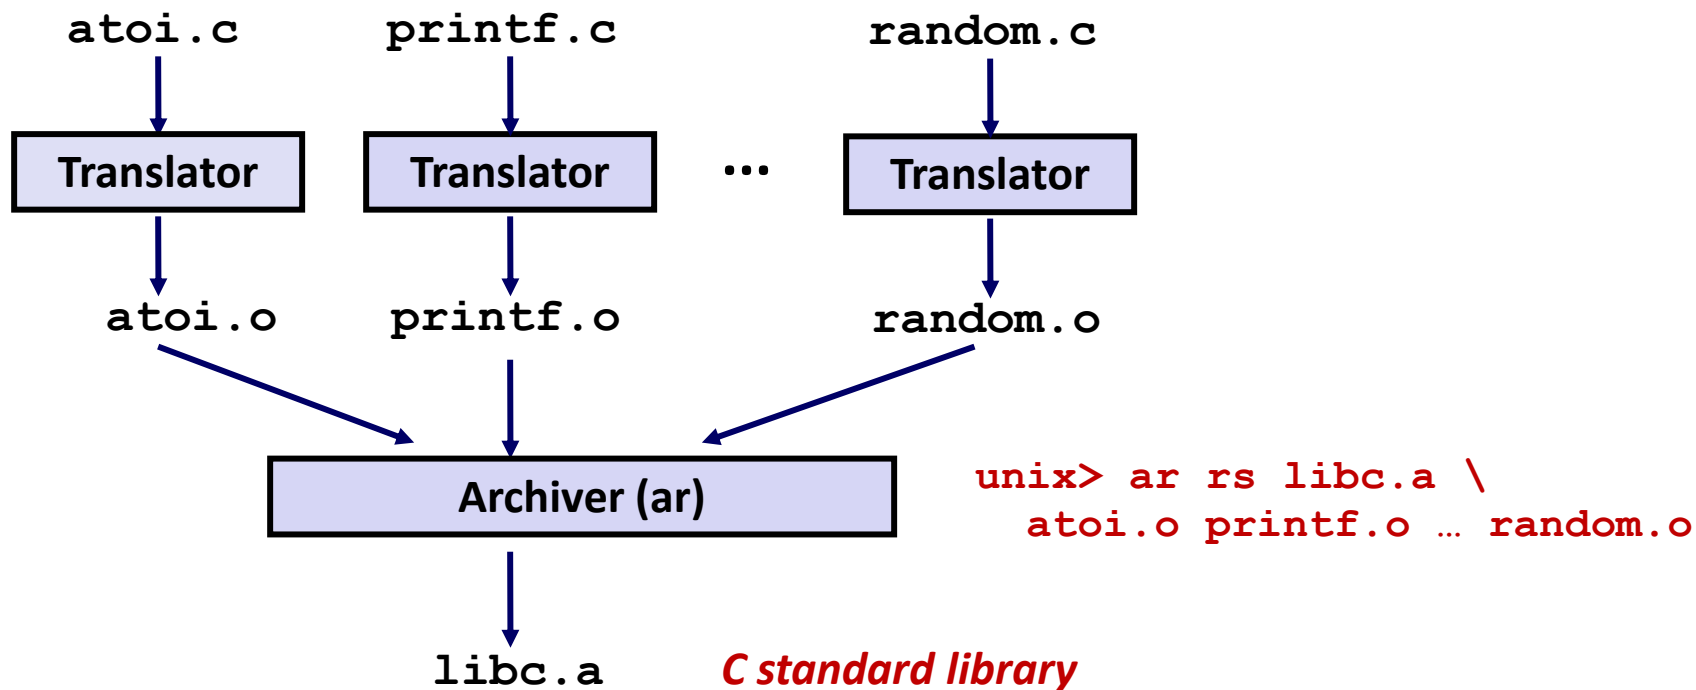 atoi.c printf.c random.c
Translator Translator ... Translator
atoi.o printf.o random.o
Archiver (ar)
unix> ar rs libc.a \
atoi.o printf.o … random.o
libc.a C standard library